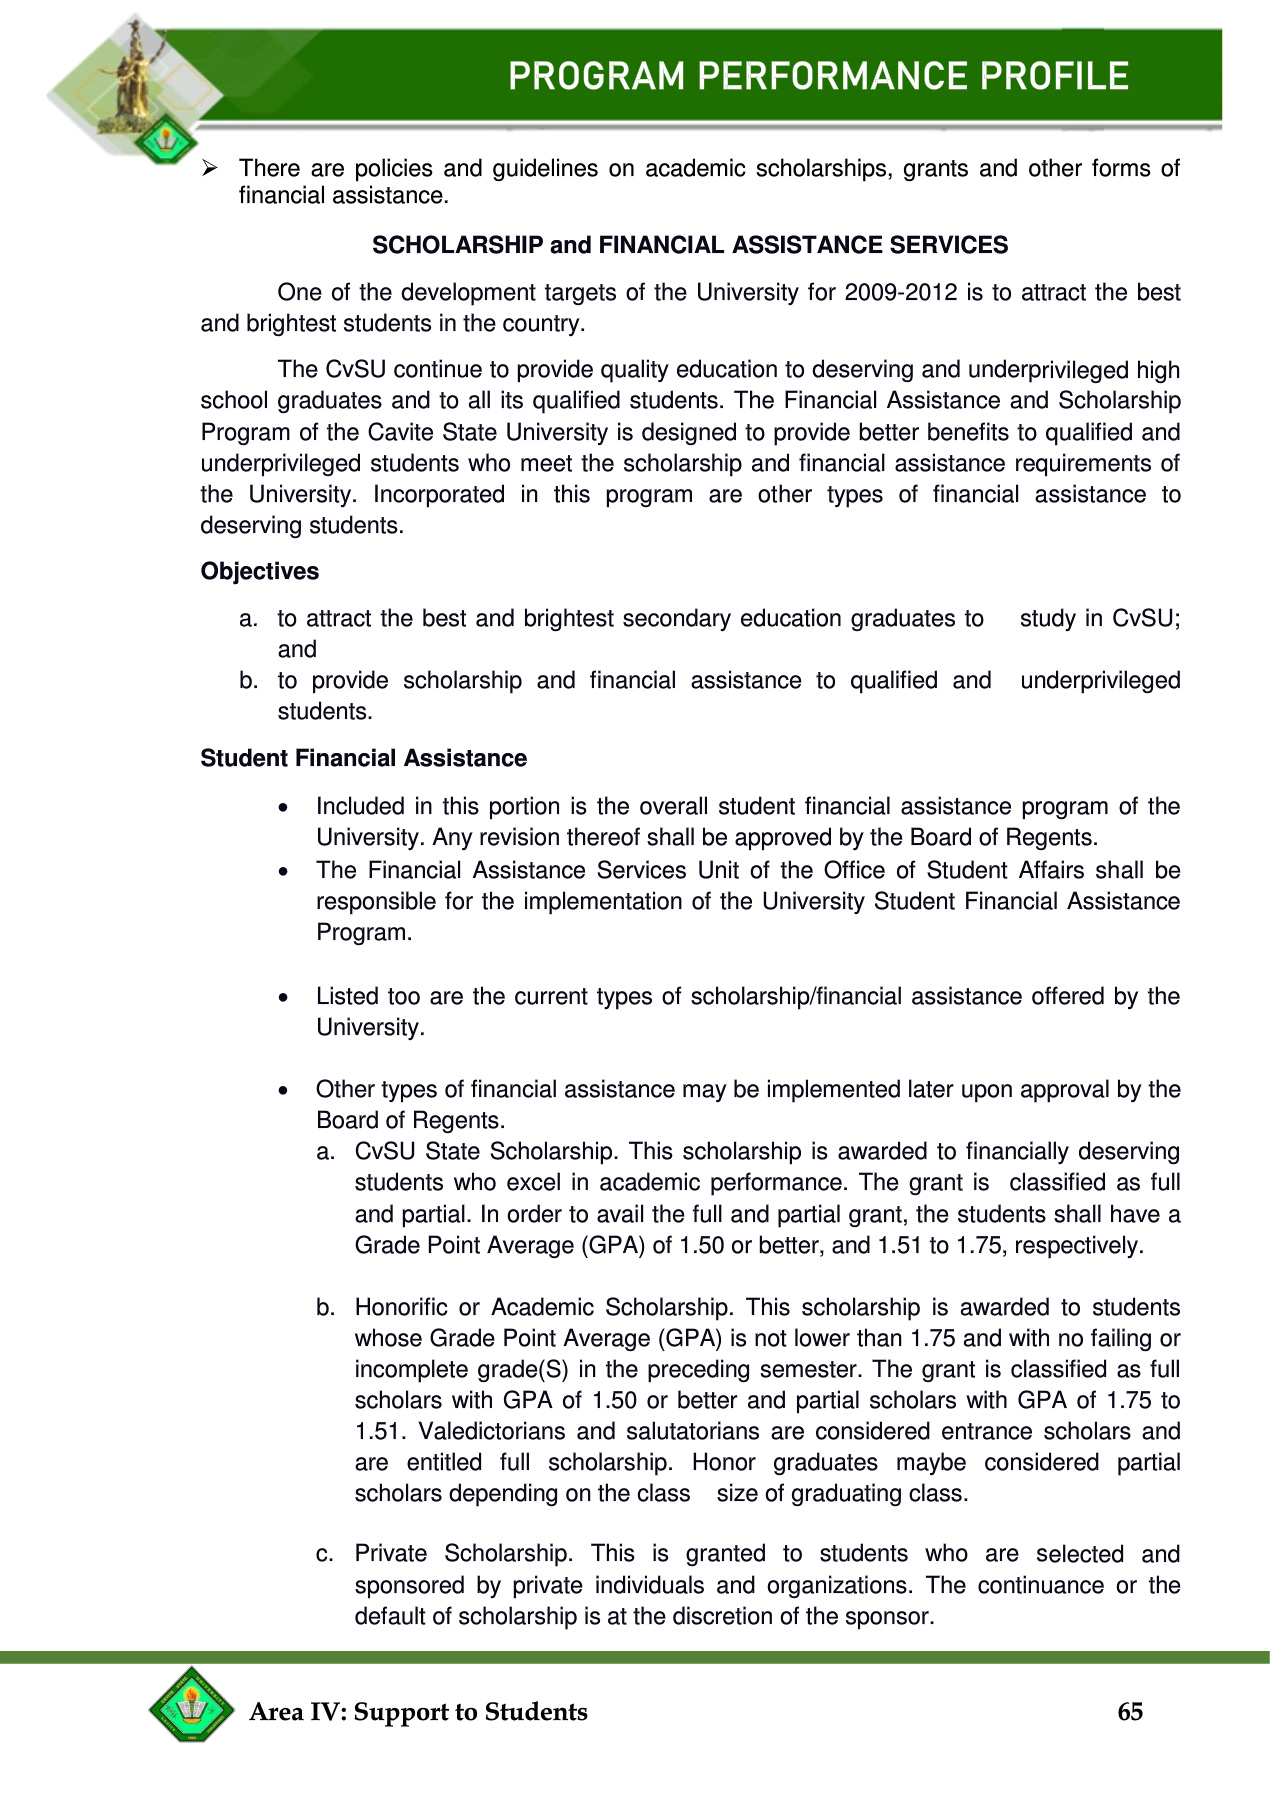 PROGRAM PERFORMANCE PROFILE
➢ There are policies and guidelines on academic scholarships, grants and other forms of
financial assistance.
SCHOLARSHIP and FINANCIAL ASSISTANCE SERVICES
One of the development targets of the University for 2009-2012 is to attract the best
and brightest students in the country.
The CvSU continue to provide quality education to deserving and underprivileged high
school graduates and to all its qualified students. The Financial Assistance and Scholarship
Program of the Cavite State University is designed to provide better benefits to qualified and
underprivileged students who meet the scholarship and financial assistance requirements of
the University. Incorporated in this program are other types of financial assistance to
deserving students.
Objectives
a. to attract the best and brightest secondary education graduates to study in CvSU;
and
b. to provide scholarship and financial assistance to qualified and underprivileged
students.
Student Financial Assistance
• Included in this portion is the overall student financial assistance program of the
University. Any revision thereof shall be approved by the Board of Regents.
• The Financial Assistance Services Unit of the Office of Student Affairs shall be
responsible for the implementation of the University Student Financial Assistance
Program.
• Listed too are the current types of scholarship/financial assistance offered by the
University.
• Other types of financial assistance may be implemented later upon approval by the
Board of Regents.
a. CvSU State Scholarship. This scholarship is awarded to financially deserving
students who excel in academic performance. The grant is classified as full
and partial. In order to avail the full and partial grant, the students shall have a
Grade Point Average (GPA) of 1.50 or better, and 1.51 to 1.75, respectively.
b. Honorific or Academic Scholarship. This scholarship is awarded to students
whose Grade Point Average (GPA) is not lower than 1.75 and with no failing or
incomplete grade(S) in the preceding semester. The grant is classified as full
scholars with GPA of 1.50 or better and partial scholars with GPA of 1.75 to
1.51. Valedictorians and salutatorians are considered entrance scholars and
are entitled full scholarship. Honor graduates maybe considered partial
scholars depending on the class size of graduating class.
c. Private Scholarship. This is granted to students who are selected and
sponsored by private individuals and organizations. The continuance or the
default of scholarship is at the discretion of the sponsor.
Area IV: Support to Students 65